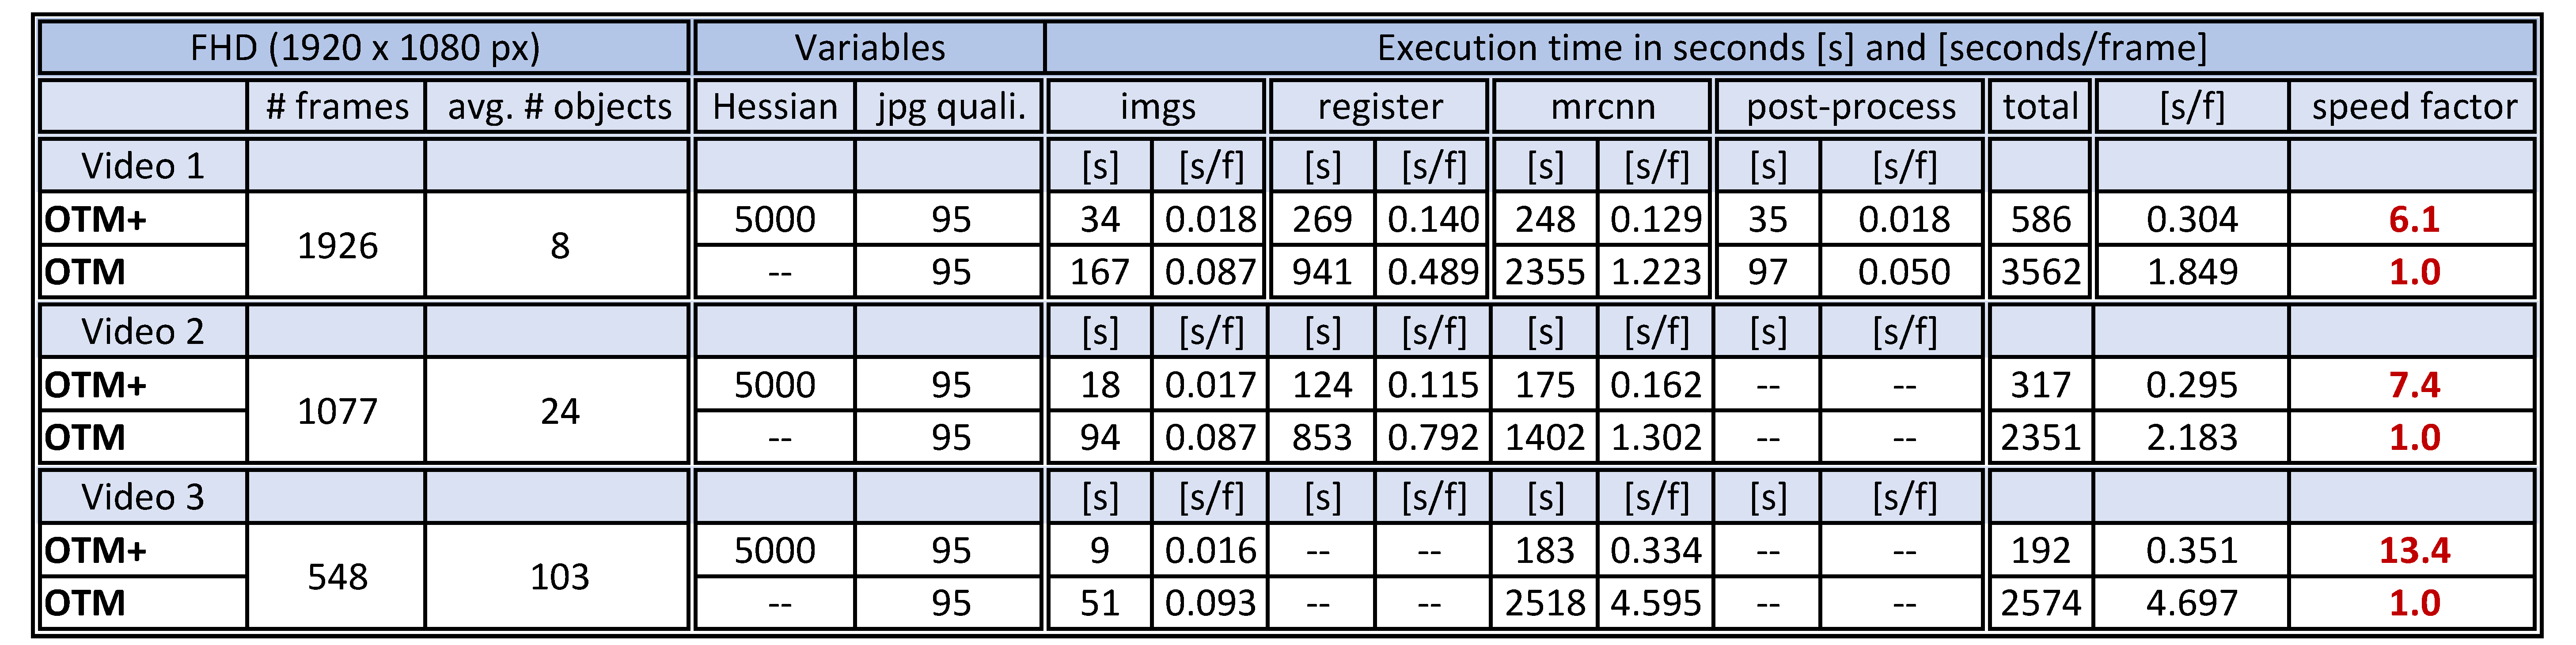 FHD (1920 x 1080 px) Variables Execution time in seconds [s] and [seconds/frame]
# frames avg. # objects Hessian jpg quali. imgs register mrcnn post-process total [s/f] speed factor
Video 1 [s] [s/f] [s] [s/f] [s] [s/f] [s] [s/f]
OTM+ 1926 8 5000 95 34 0.018 269 0.140 248 0.129 35 0.018 586 0.304 6.1
OTM -- 95 167 0.087 941 0.489 2355 1.223 97 0.050 3562 1.849 1.0
Video 2 [s] [s/f] [s] [s/f] [s] [s/f] [s] [s/f]
OTM+ 1077 24 5000 95 18 0.017 124 0.115 175 0.162 -- -- 317 0.295 7.4
OTM -- 95 94 0.087 853 0.792 1402 1.302 -- -- 2351 2.183 1.0
Video 3 [s] [s/f] [s] [s/f] [s] [s/f] [s] [s/f]
OTM+ 548 103 5000 95 9 0.016 -- -- 183 0.334 -- -- 192 0.351 13.4
OTM -- 95 51 0.093 -- -- 2518 4.595 -- -- 2574 4.697 1.0